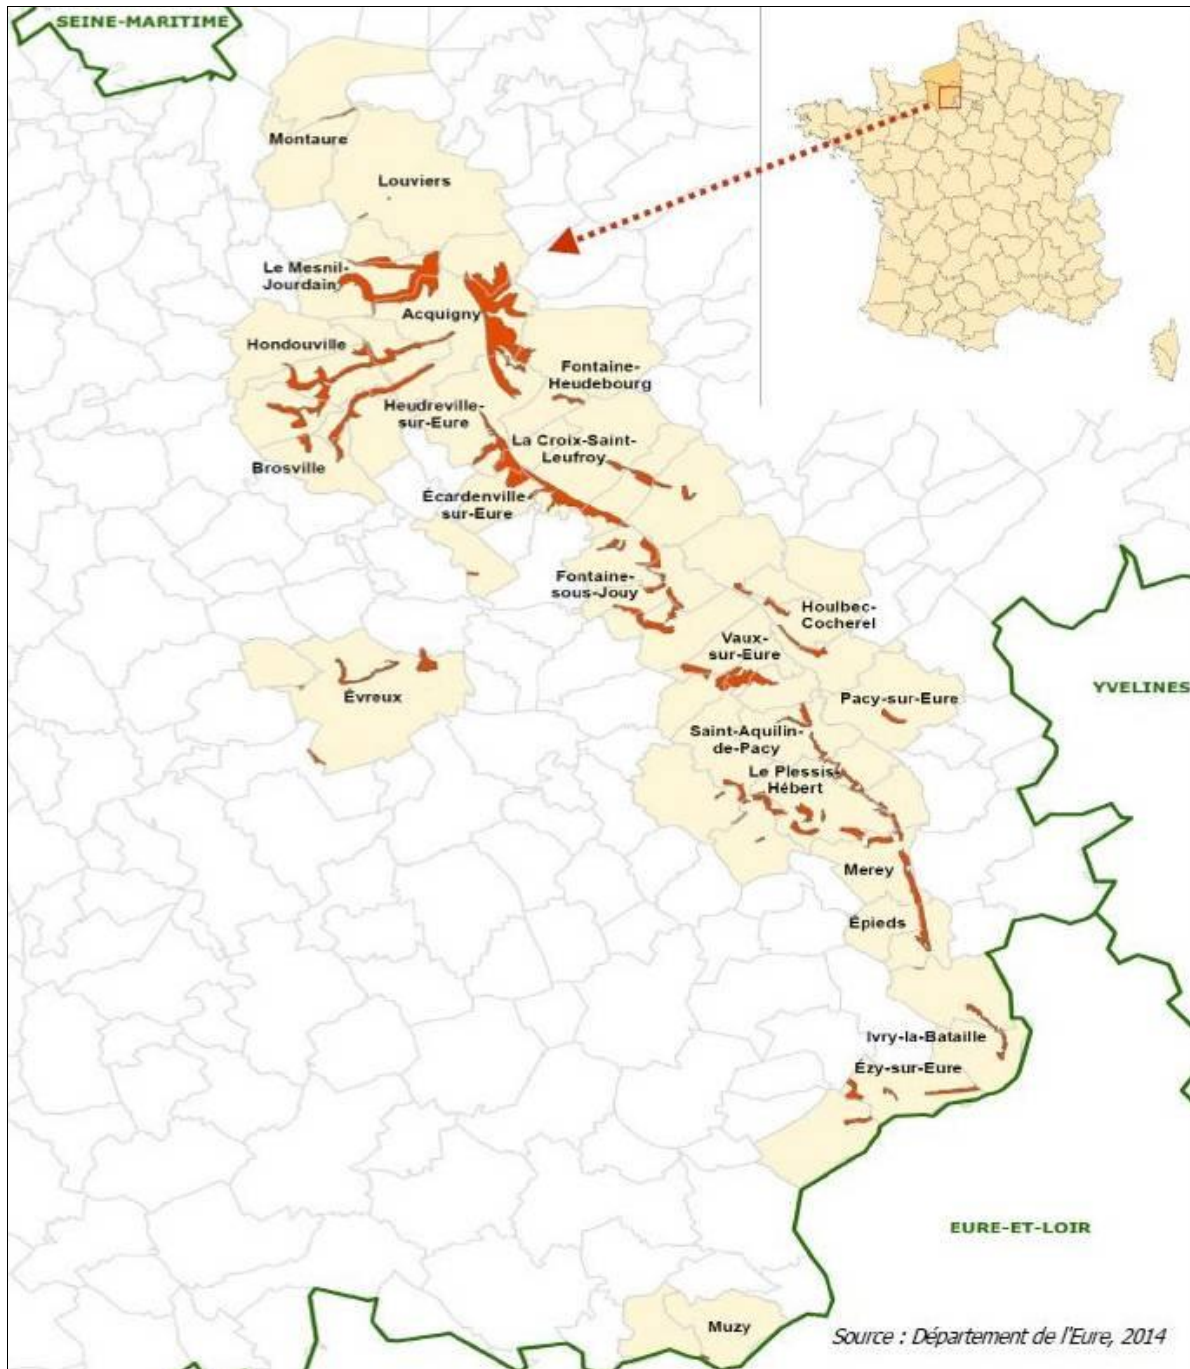 SEINE-MARITIME
Montaure
Louviers
Le Mesnil-
Jourdain
Acquigny
Hondouville
Fontaine-
Heudebourg
Heudreville-
sur-Eure
La Croix-Saint-
Leufroy
Brosville
Écardenville-
sur-Eure
Fontaine-
sous-Jouy
Houlbec-
Cocherel
Vaux-
sur-Eure
Évreux
Pacy-sur-Eure
YVELINES
Saint-Aquilin-
de-Pacy
Le Plessis-
Hébert
Merey
Épieds
Ivry-la-Bataille
Ézy-sur-Eure
EURE-ET-LOIR
Muzy
Source : Département de l'Eure, 2014